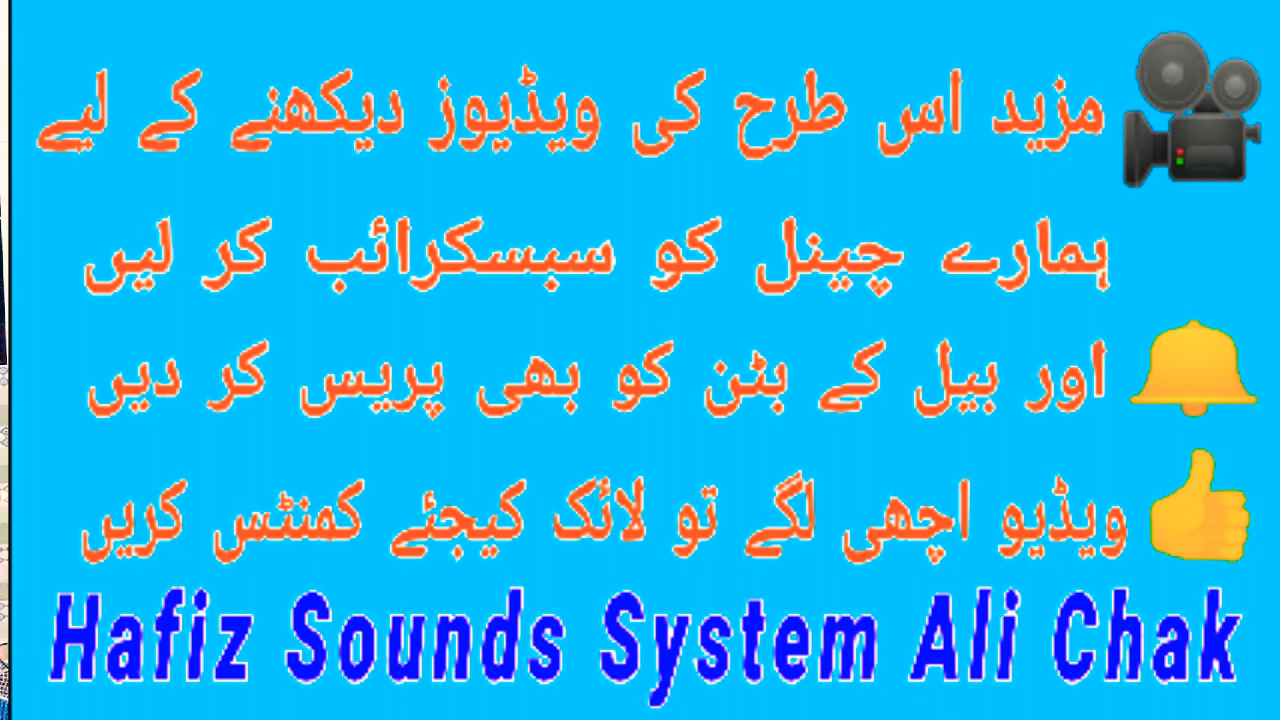 مزید اس طرح کی ویڈیوز دیکھنے کے لیے
ہمارے چینل کو سبسکرائب کر لیں
اور بیل کے بٹن کو بھی پریس کر دیں
ویڈیو اچھی لگے تو لائک کیجئے کمنٹس کریں
Hafiz Sounds System Ali Chak